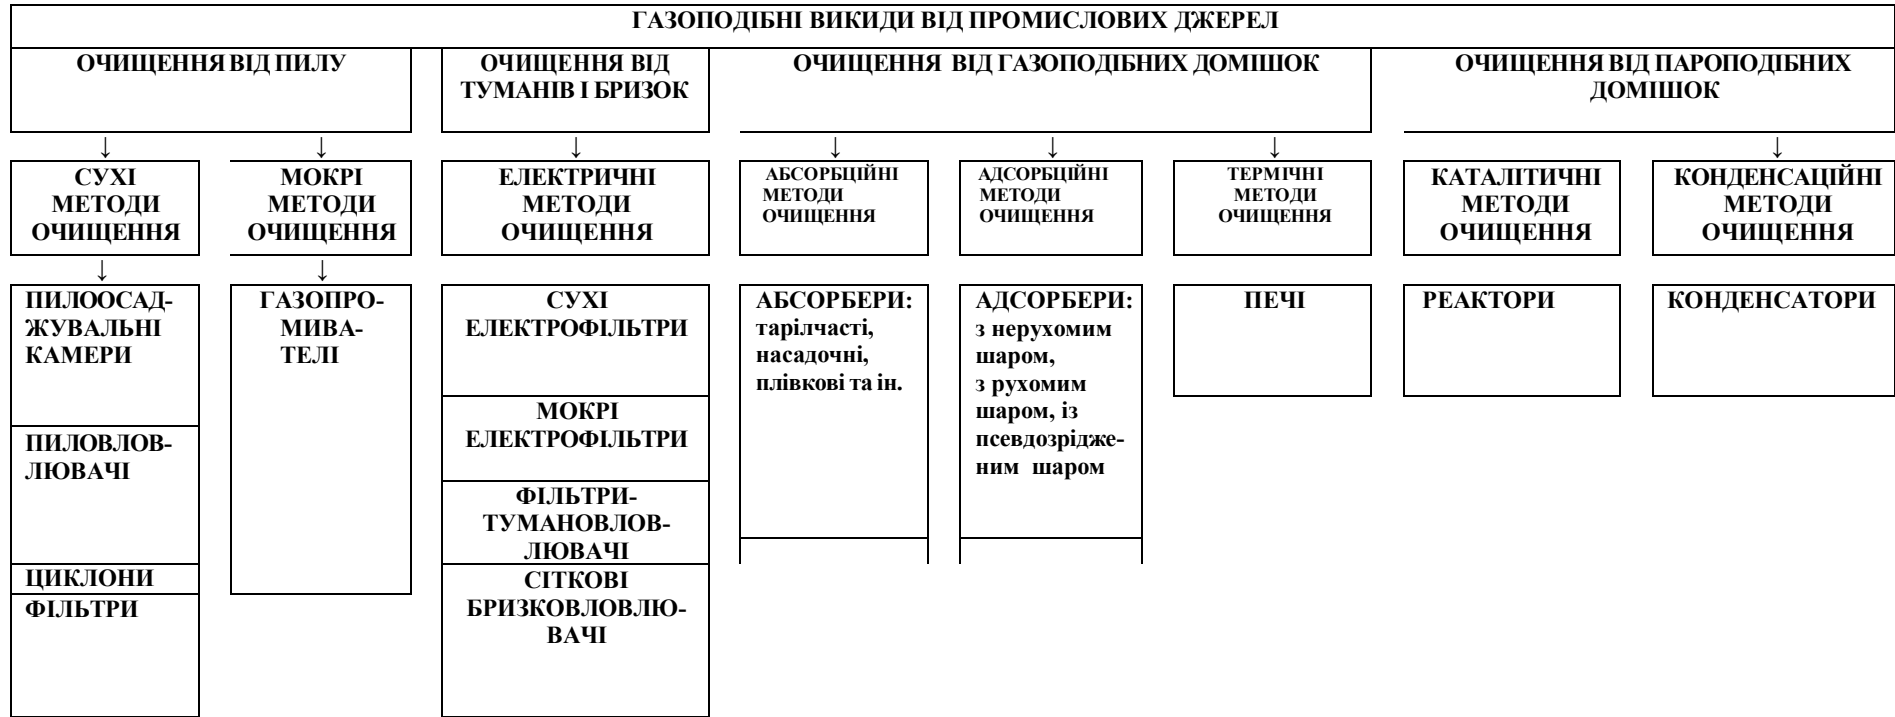 ГАЗОПОДІБНІ ВИКИДИ ВІД ПРОМИСЛОВИХ ДЖЕРЕЛ
ОЧИЩЕННЯ ВІД ПИЛУ
ОЧИЩЕННЯ ВІД
ТУМАНІВ І БРИЗОК
ОЧИЩЕННЯ ВІД ГАЗОПОДІБНИХ ДОМІШОК
ОЧИЩЕННЯ ВІД ПАРОПОДІБНИХ
ДОМІШОК
↓ ↓ ↓ ↓ ↓ ↓ ↓
СУХІ
МЕТОДИ
ОЧИЩЕННЯ
МОКРІ
МЕТОДИ
ОЧИЩЕННЯ
ЕЛЕКТРИЧНІ
МЕТОДИ
ОЧИЩЕННЯ
АБСОРБЦІЙНІ
МЕТОДИ
ОЧИЩЕННЯ
АДСОРБЦІЙНІ
МЕТОДИ
ОЧИЩЕННЯ
ТЕРМІЧНІ
МЕТОДИ
ОЧИЩЕННЯ
КАТАЛІТИЧНІ
МЕТОДИ
ОЧИЩЕННЯ
КОНДЕНСАЦІЙНІ
МЕТОДИ
ОЧИЩЕННЯ
↓ ↓
ПИЛООСАД-
ЖУВАЛЬНІ
КАМЕРИ
ПИЛОВЛОВ-
ЛЮВАЧІ
ЦИКЛОНИ
ФІЛЬТРИ
ГАЗОПРО-
МИВА-
ТЕЛІ
СУХІ
ЕЛЕКТРОФІЛЬТРИ
МОКРІ
ЕЛЕКТРОФІЛЬТРИ
ФІЛЬТРИ-
ТУМАНОВЛОВ-
ЛЮВАЧІ
СІТКОВІ
БРИЗКОВЛОВЛЮ-
ВАЧІ
АБСОРБЕРИ:
тарілчасті,
насадочні,
плівкові та ін.
АДСОРБЕРИ:
з нерухомим
шаром,
з рухомим
шаром, із
псевдозрідже-
ним шаром
ПЕЧІ
РЕАКТОРИ
КОНДЕНСАТОРИ